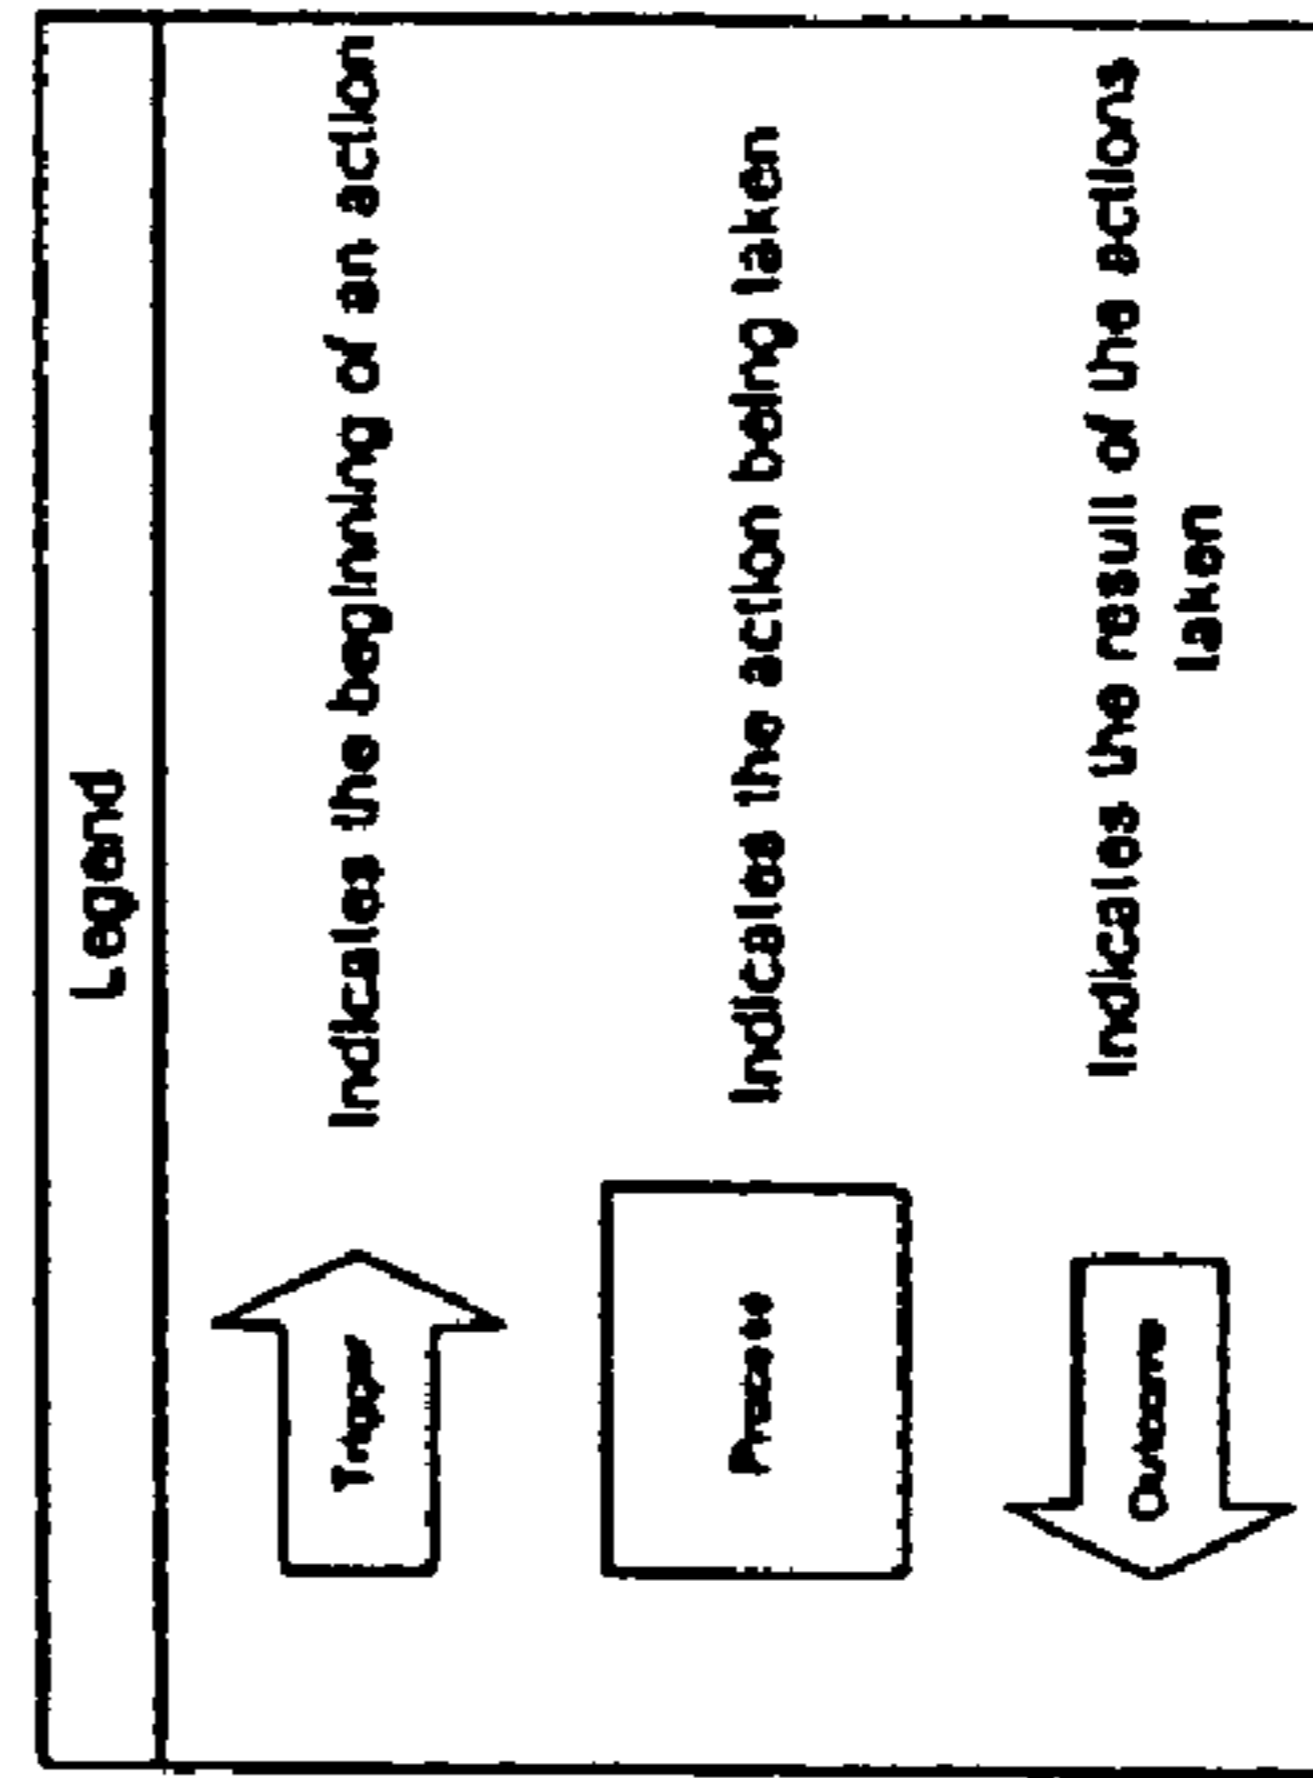 Legend
Trigger
Indicates the beginning of an action
Process
Indicates the action being taken
Outcome
Indicates the result of the actions
taken